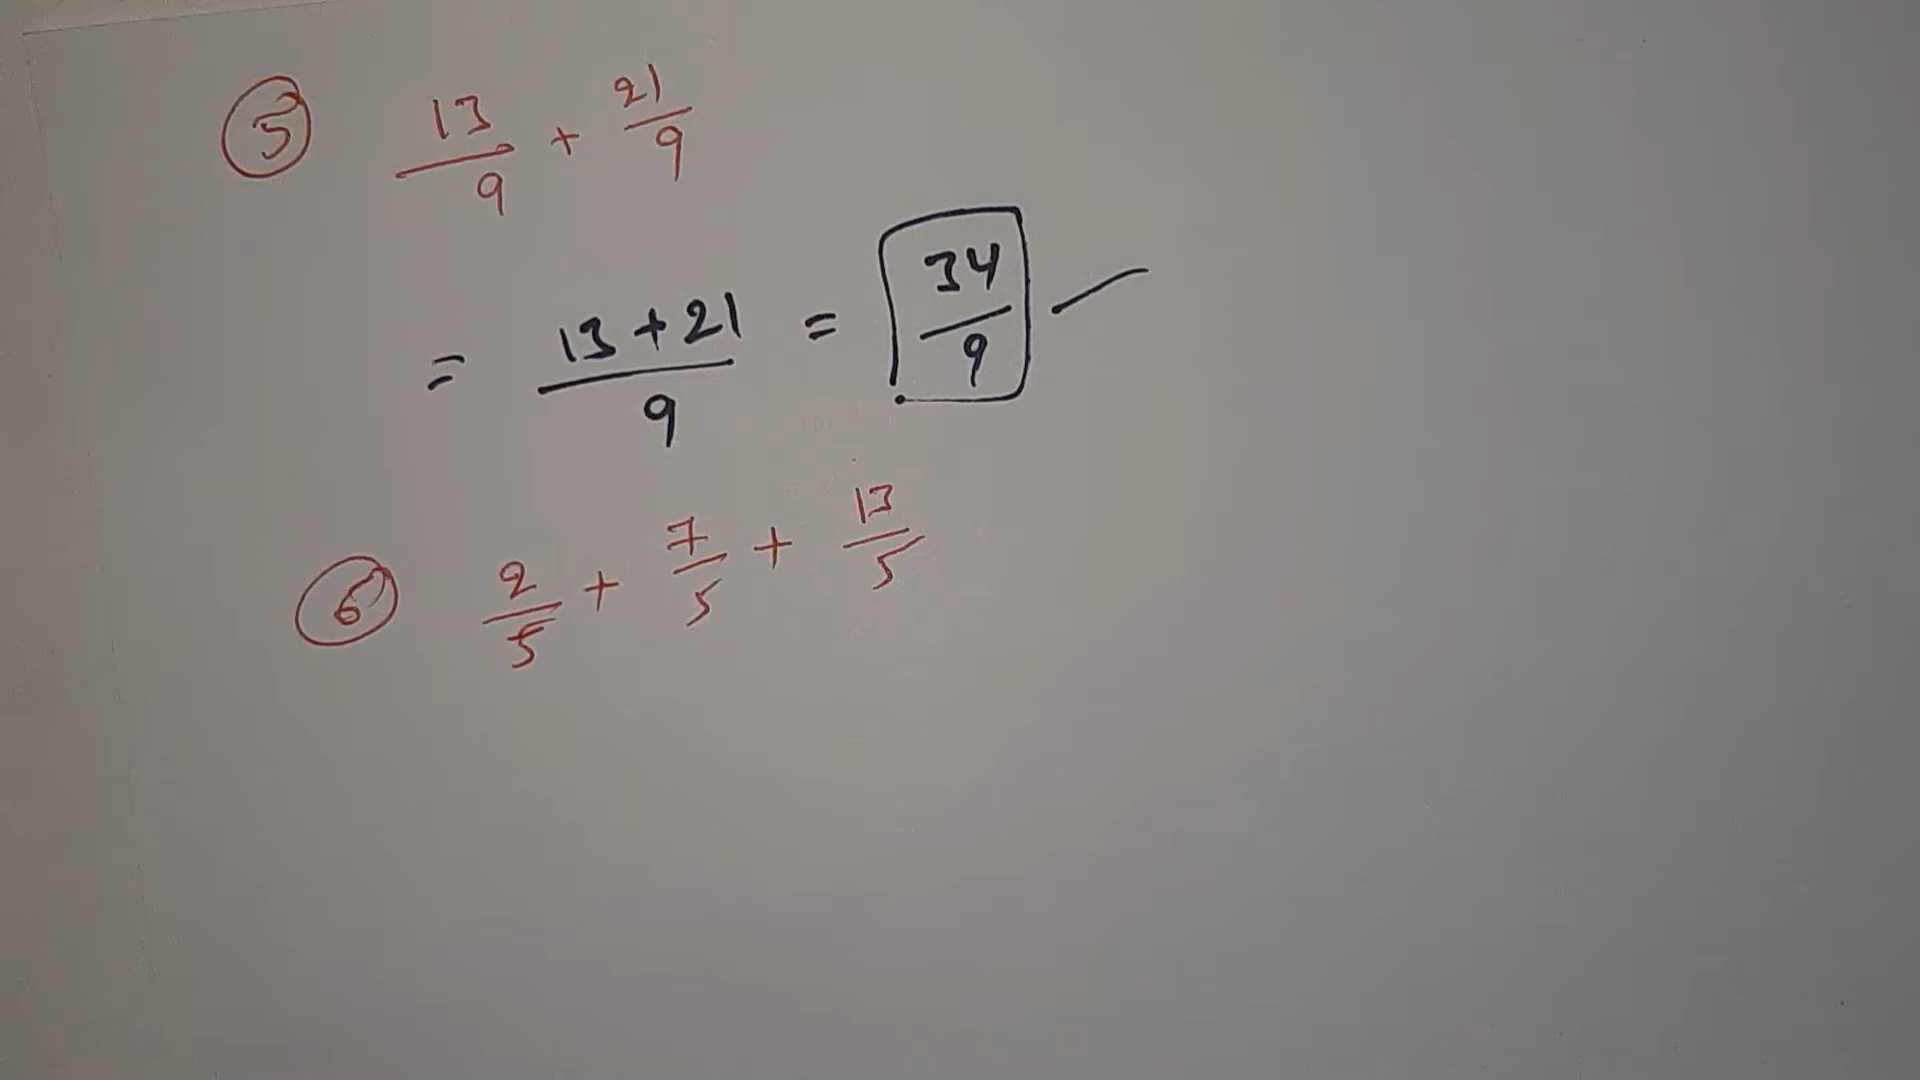 ⑤ 13/9 + 21/9
= 13+21/9 = 34/9
⑥ 2/5 + 7/5 + 13/5